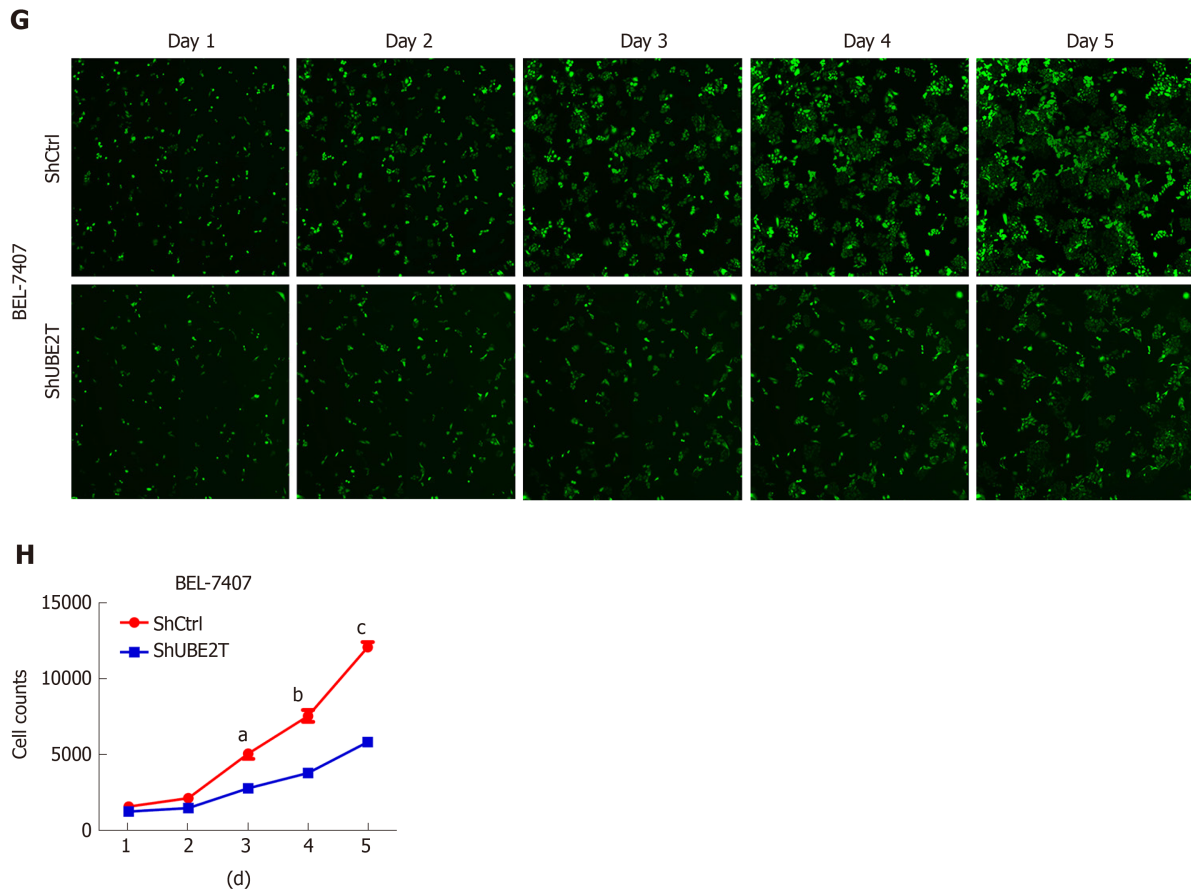 G
Day 1
Day 2
Day 3
Day 4
Day 5
BEL-7407
ShCtrl
ShUBE2T
H
BEL-7407
15000
10000
5000
0
Cell counts
ShCtrl
ShUBE2T
a
b
c
1
2
3
4
5
(d)